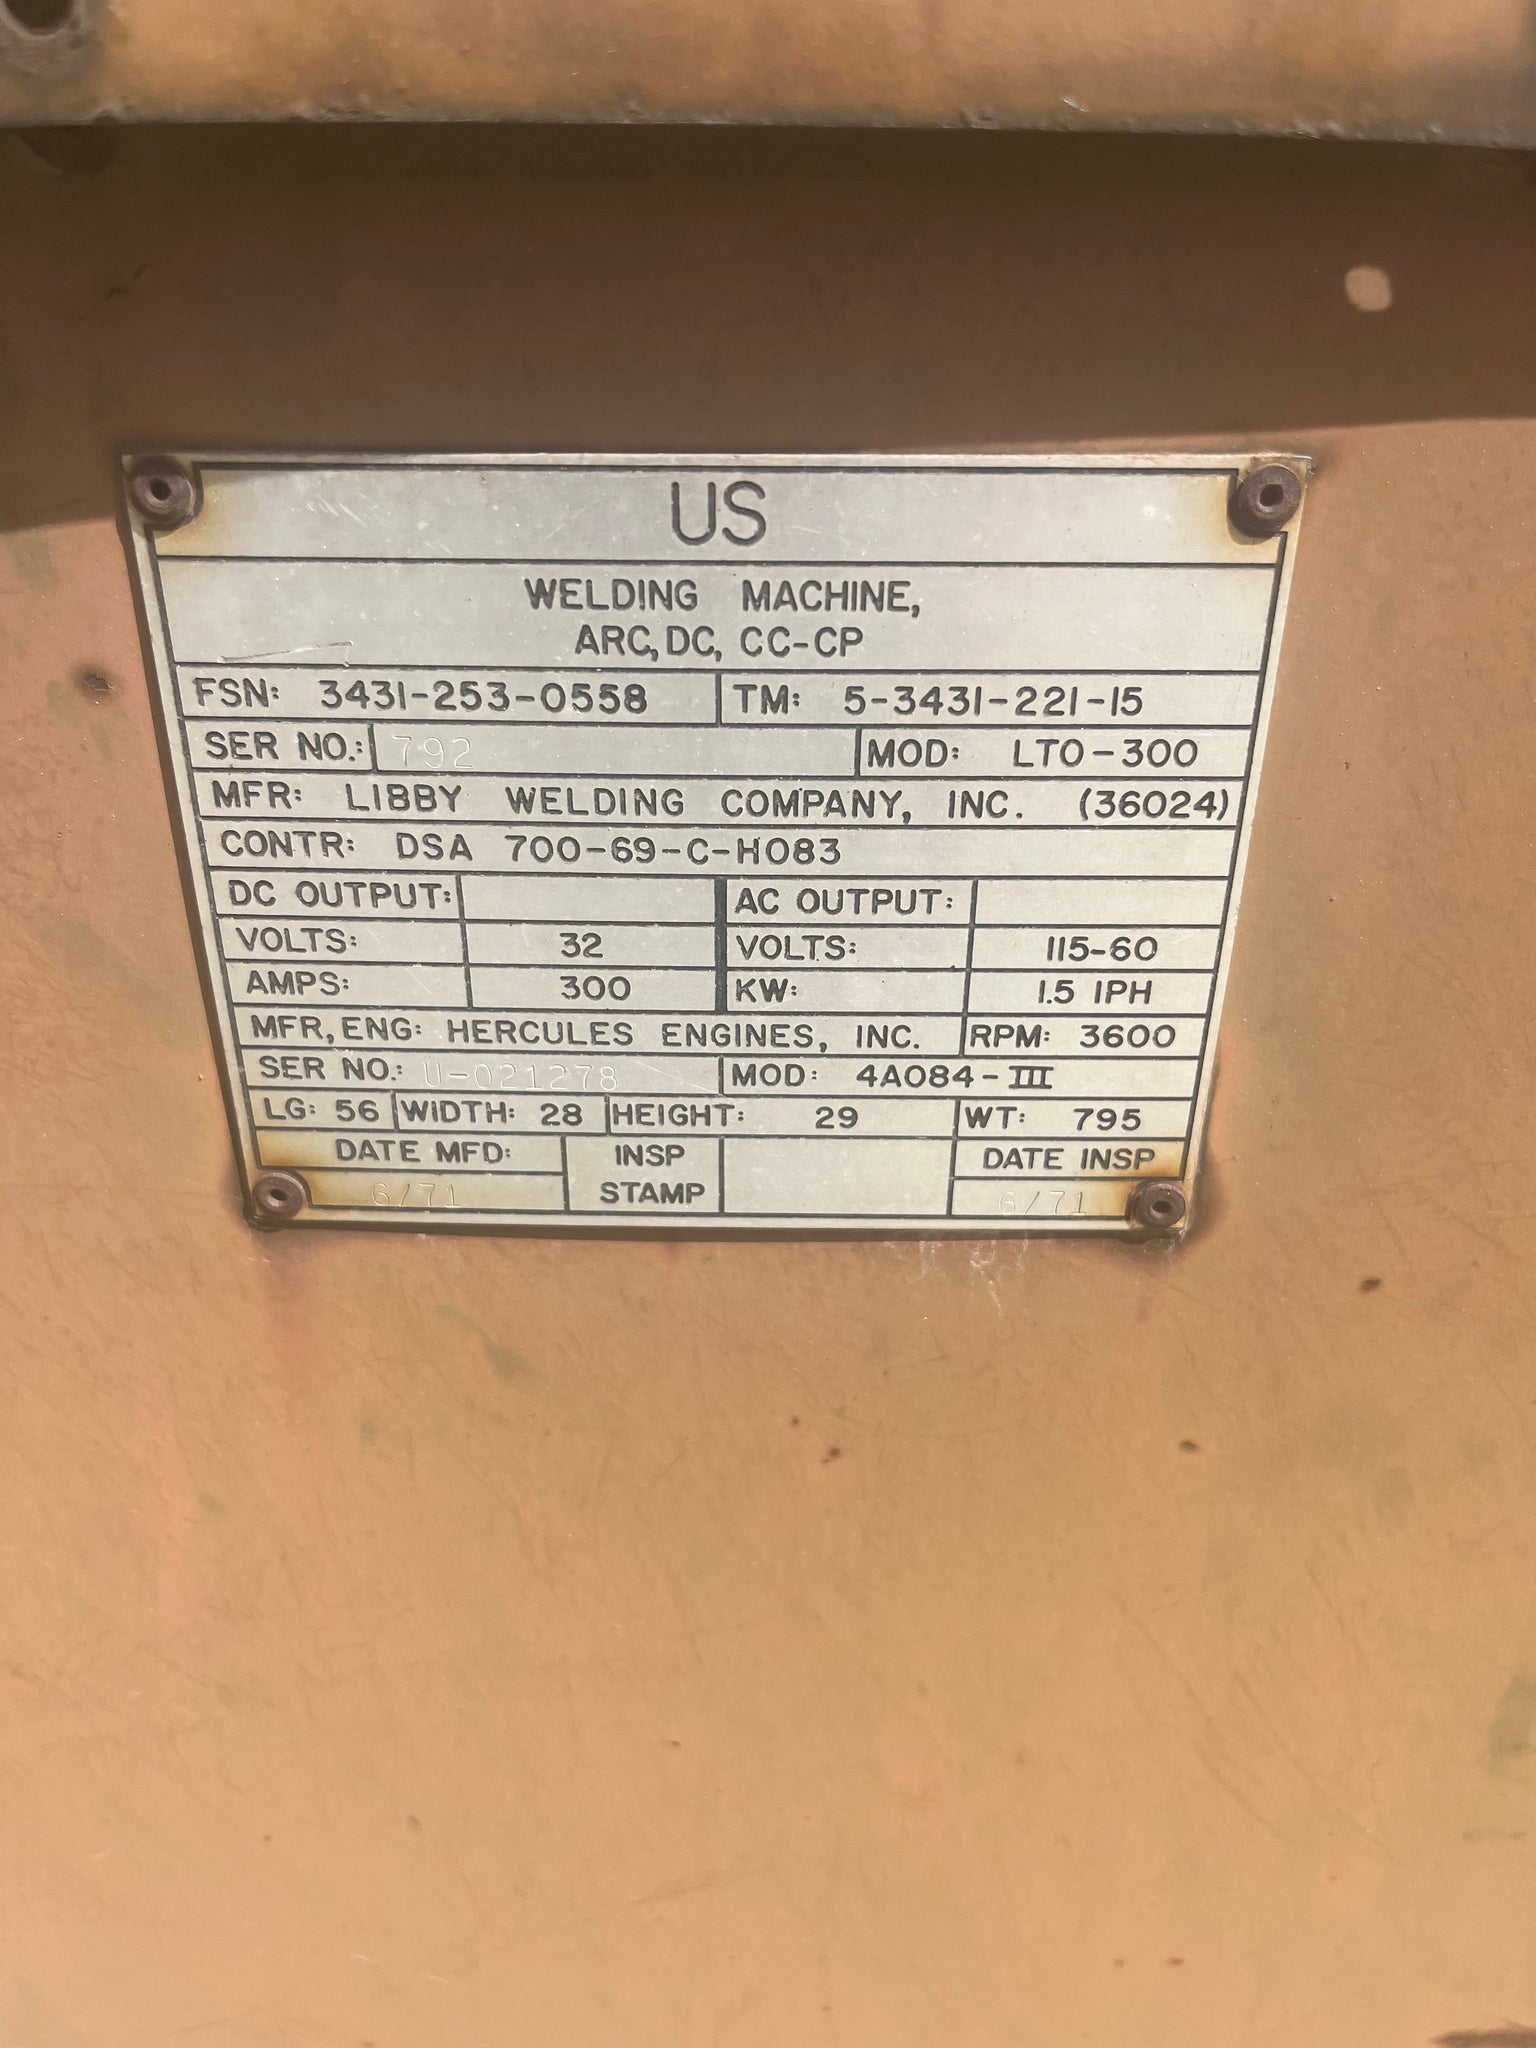 US
WELDING MACHINE,
ARC, DC, CC-CP
FSN: 3431-253-0558 TM: 5-3431-221-15
SER NO.: 792 MOD: LTO-300
MFR: LIBBY WELDING COMPANY, INC. (36024)
CONTR: DSA 700-69-C-H083
DC OUTPUT: AC OUTPUT:
VOLTS: 32 VOLTS: 115-60
AMPS: 300 KW: 1.5 1PH
MFR, ENG: HERCULES ENGINES, INC. RPM: 3600
SER NO.: U-021278 MOD: 4A084-III
LG: 56 WIDTH: 28 HEIGHT: 29 WT: 795
DATE MFD: INSP DATE INSP
6/71 STAMP 6/71